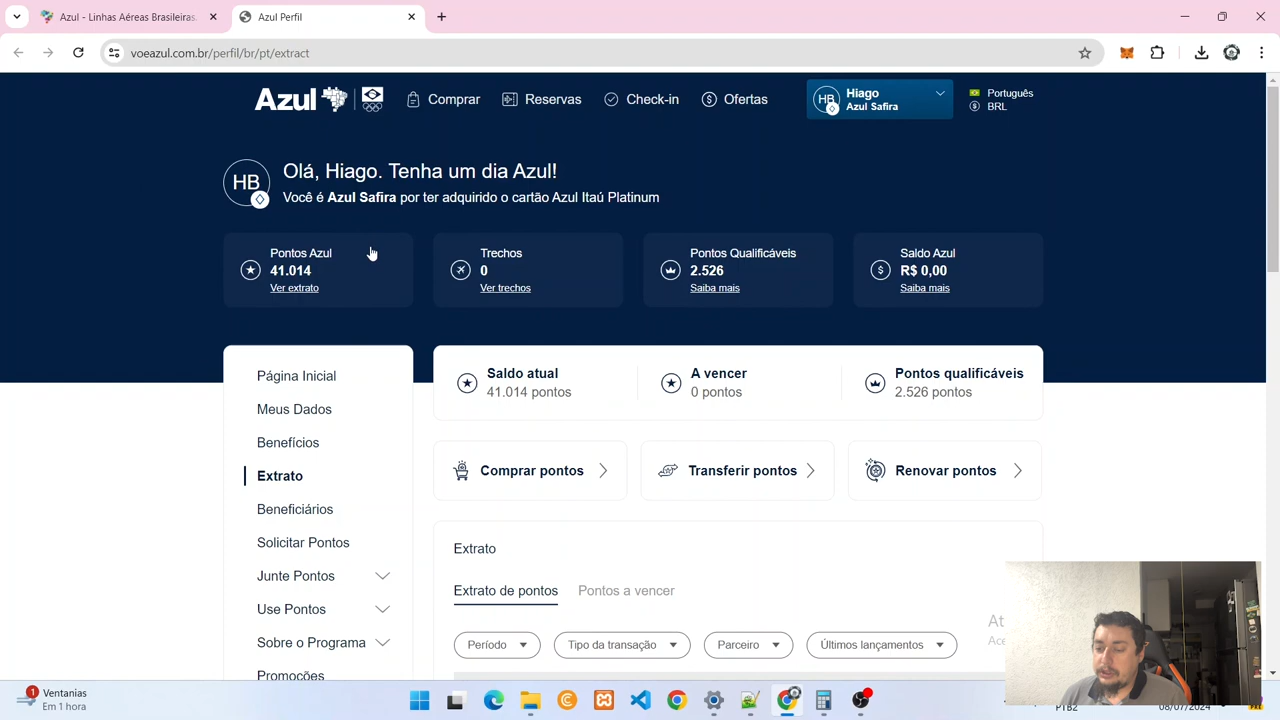 Azul - Linhas Aéreas Brasileiras
Azul Perfil
voeazul.com.br/perfil/br/pt/extract
Azul
Comprar
Reservas
Check-in
Ofertas
HB
Hiago
Azul Safira
Português
BRL
HB
Olá, Hiago. Tenha um dia Azul!
Você é Azul Safira por ter adquirido o cartão Azul Itaú Platinum
Pontos Azul
41.014
Ver extrato
Trechos
0
Ver trechos
Pontos Qualificáveis
2.526
Saiba mais
Saldo Azul
R$ 0,00
Saiba mais
Página Inicial
Meus Dados
Benefícios
Extrato
Beneficiários
Solicitar Pontos
Junte Pontos
Use Pontos
Sobre o Programa
Promoções
Saldo atual
41.014 pontos
A vencer
0 pontos
Pontos qualificáveis
2.526 pontos
Comprar pontos
Transferir pontos
Renovar pontos
Extrato
Extrato de pontos
Pontos a vencer
Período
Tipo da transação
Parceiro
Últimos lançamentos
1
Ventanias
Em 1 hora
PTB2
08/07/2024